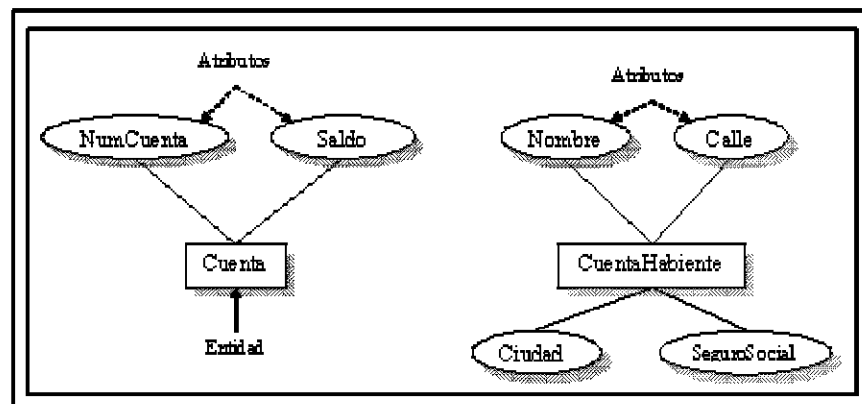 Atributos
NumCuenta
Saldo
Cuenta
Entidad
Atributos
Nombre
Calle
CuentaHabiente
Ciudad
SeguroSocial